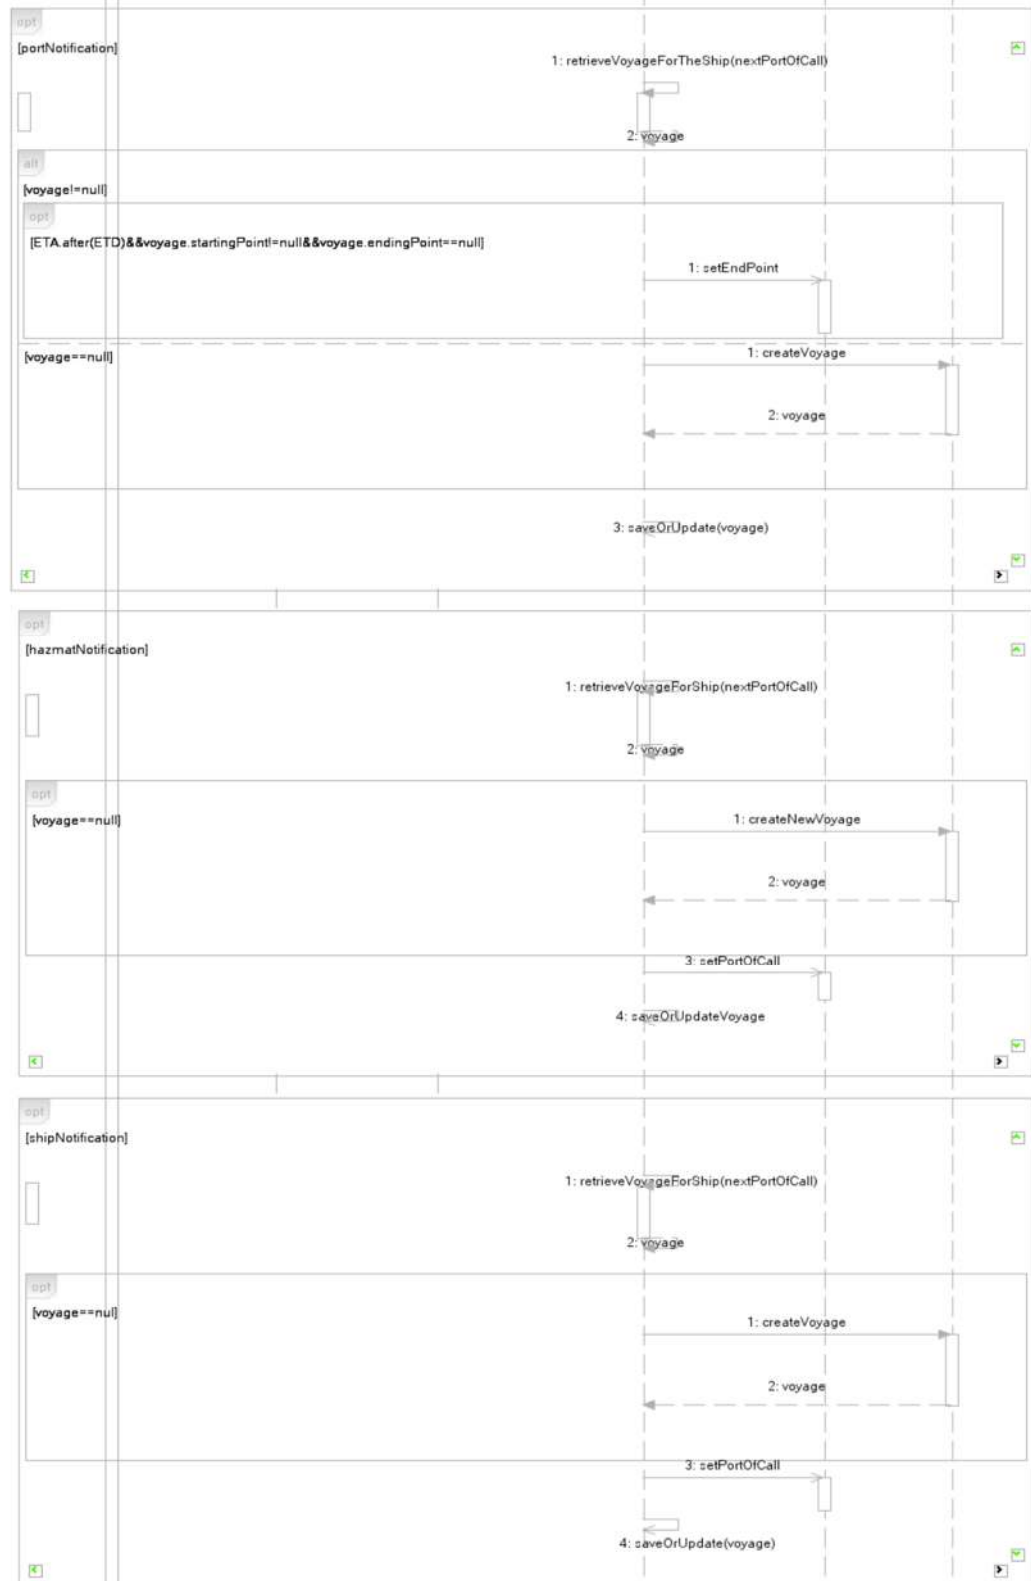 opt
[portNotification]
1: retrieveVoyageForTheShip(nextPortOfCall)
2: voyage
alt
[voyage!=null]
opt
[ETA.after(ETD)&&voyage.startingPoint!=null&&voyage.endingPoint==null]
1: setEndPoint
[voyage==null]
1: createVoyage
2: voyage
3: saveOrUpdate(voyage)
opt
[hazmatNotification]
1: retrieveVoyageForShip(nextPortOfCall)
2: voyage
opt
[voyage==null]
1: createNewVoyage
2: voyage
3: setPortOfCall
4: saveOrUpdateVoyage
opt
[shipNotification]
1: retrieveVoyageForShip(nextPortOfCall)
2: voyage
opt
[voyage==nul]
1: createVoyage
2: voyage
3: setPortOfCall
4: saveOrUpdate(voyage)